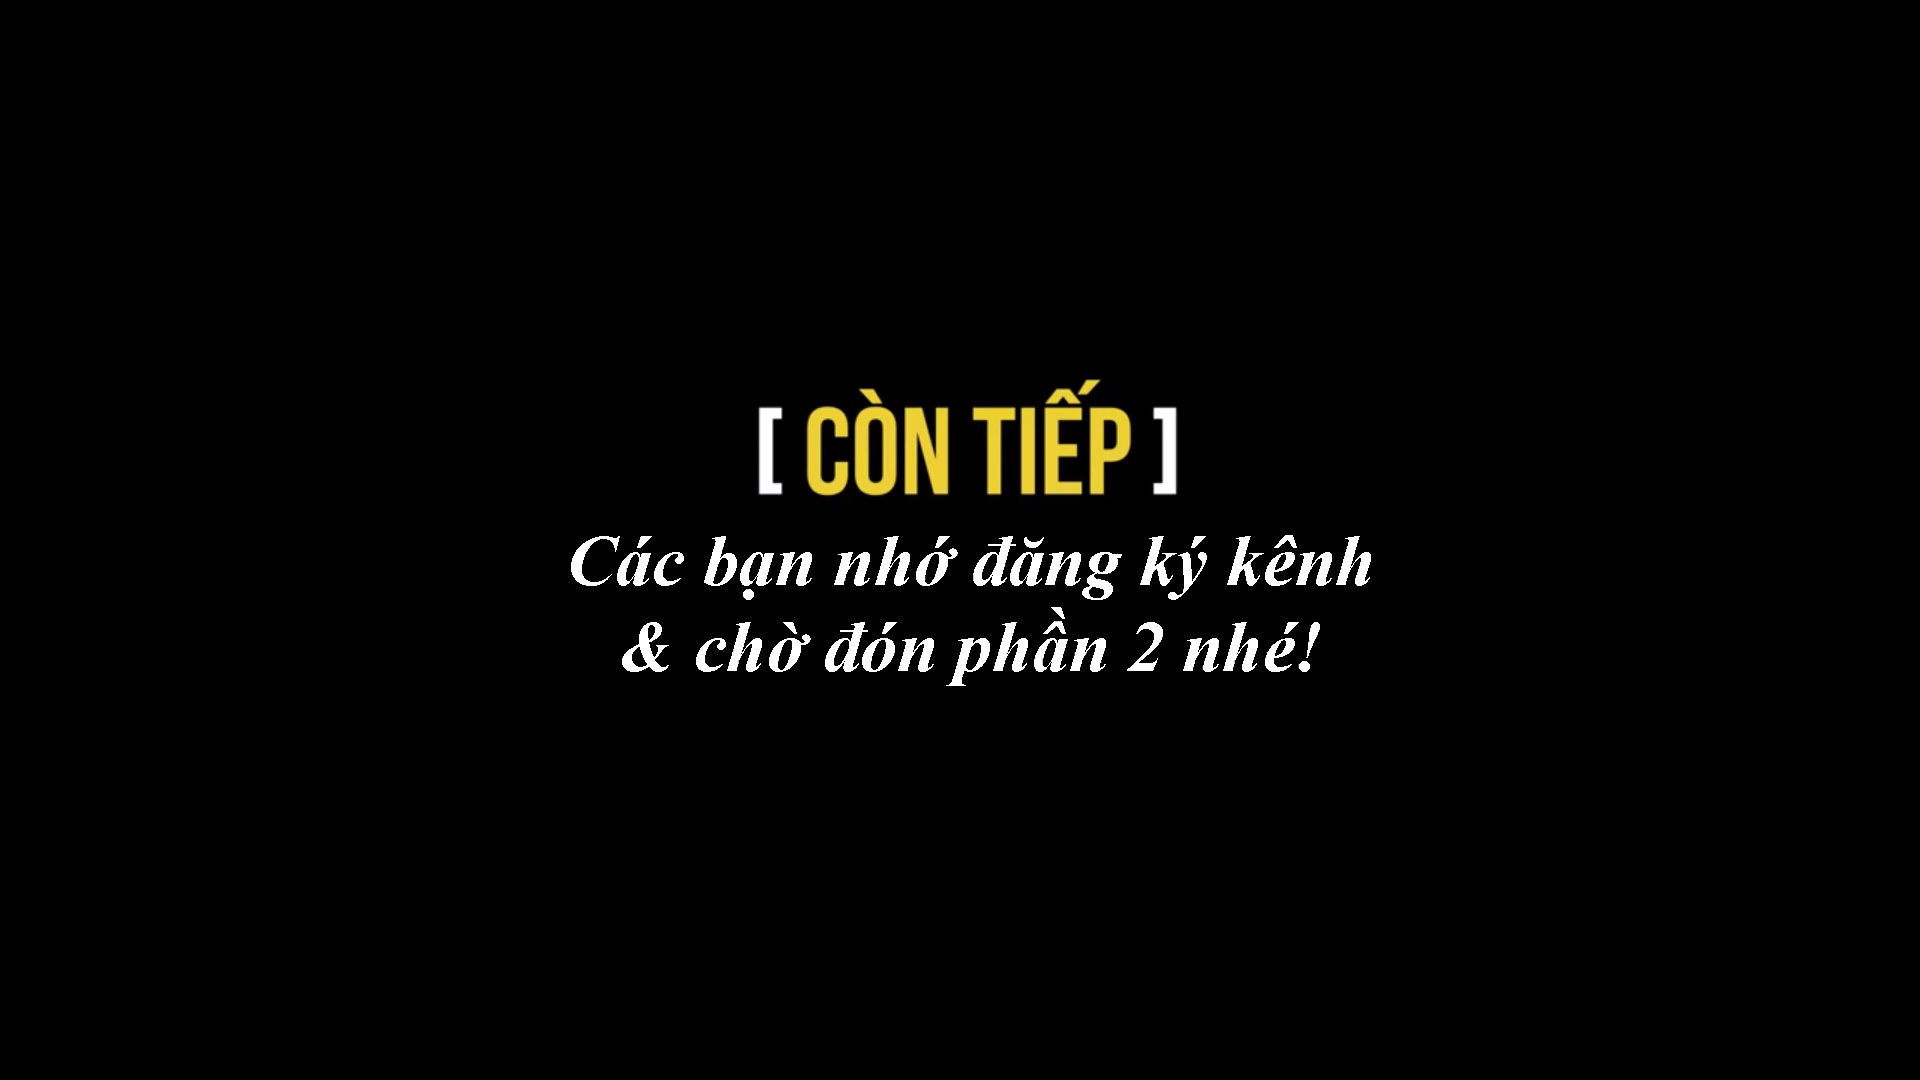 [ CÒN TIẾP ]
Các bạn nhớ đăng ký kênh
& chờ đón phần 2 nhé!